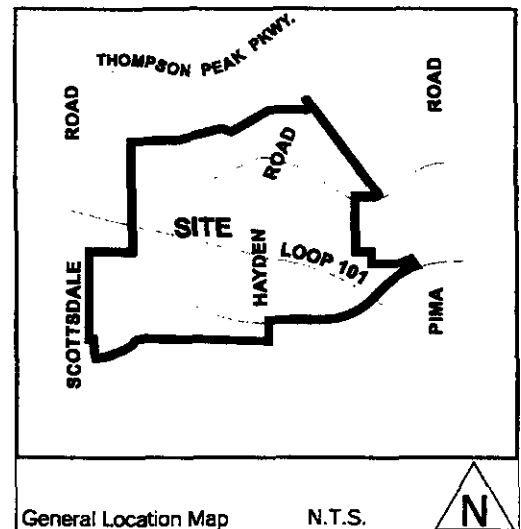 THOMPSON PEAK PKWY.
ROAD
ROAD
ROAD
SITE
HAYDEN
LOOP 101
SCOTTSDALE
PIMA
General Location Map N.T.S.
N